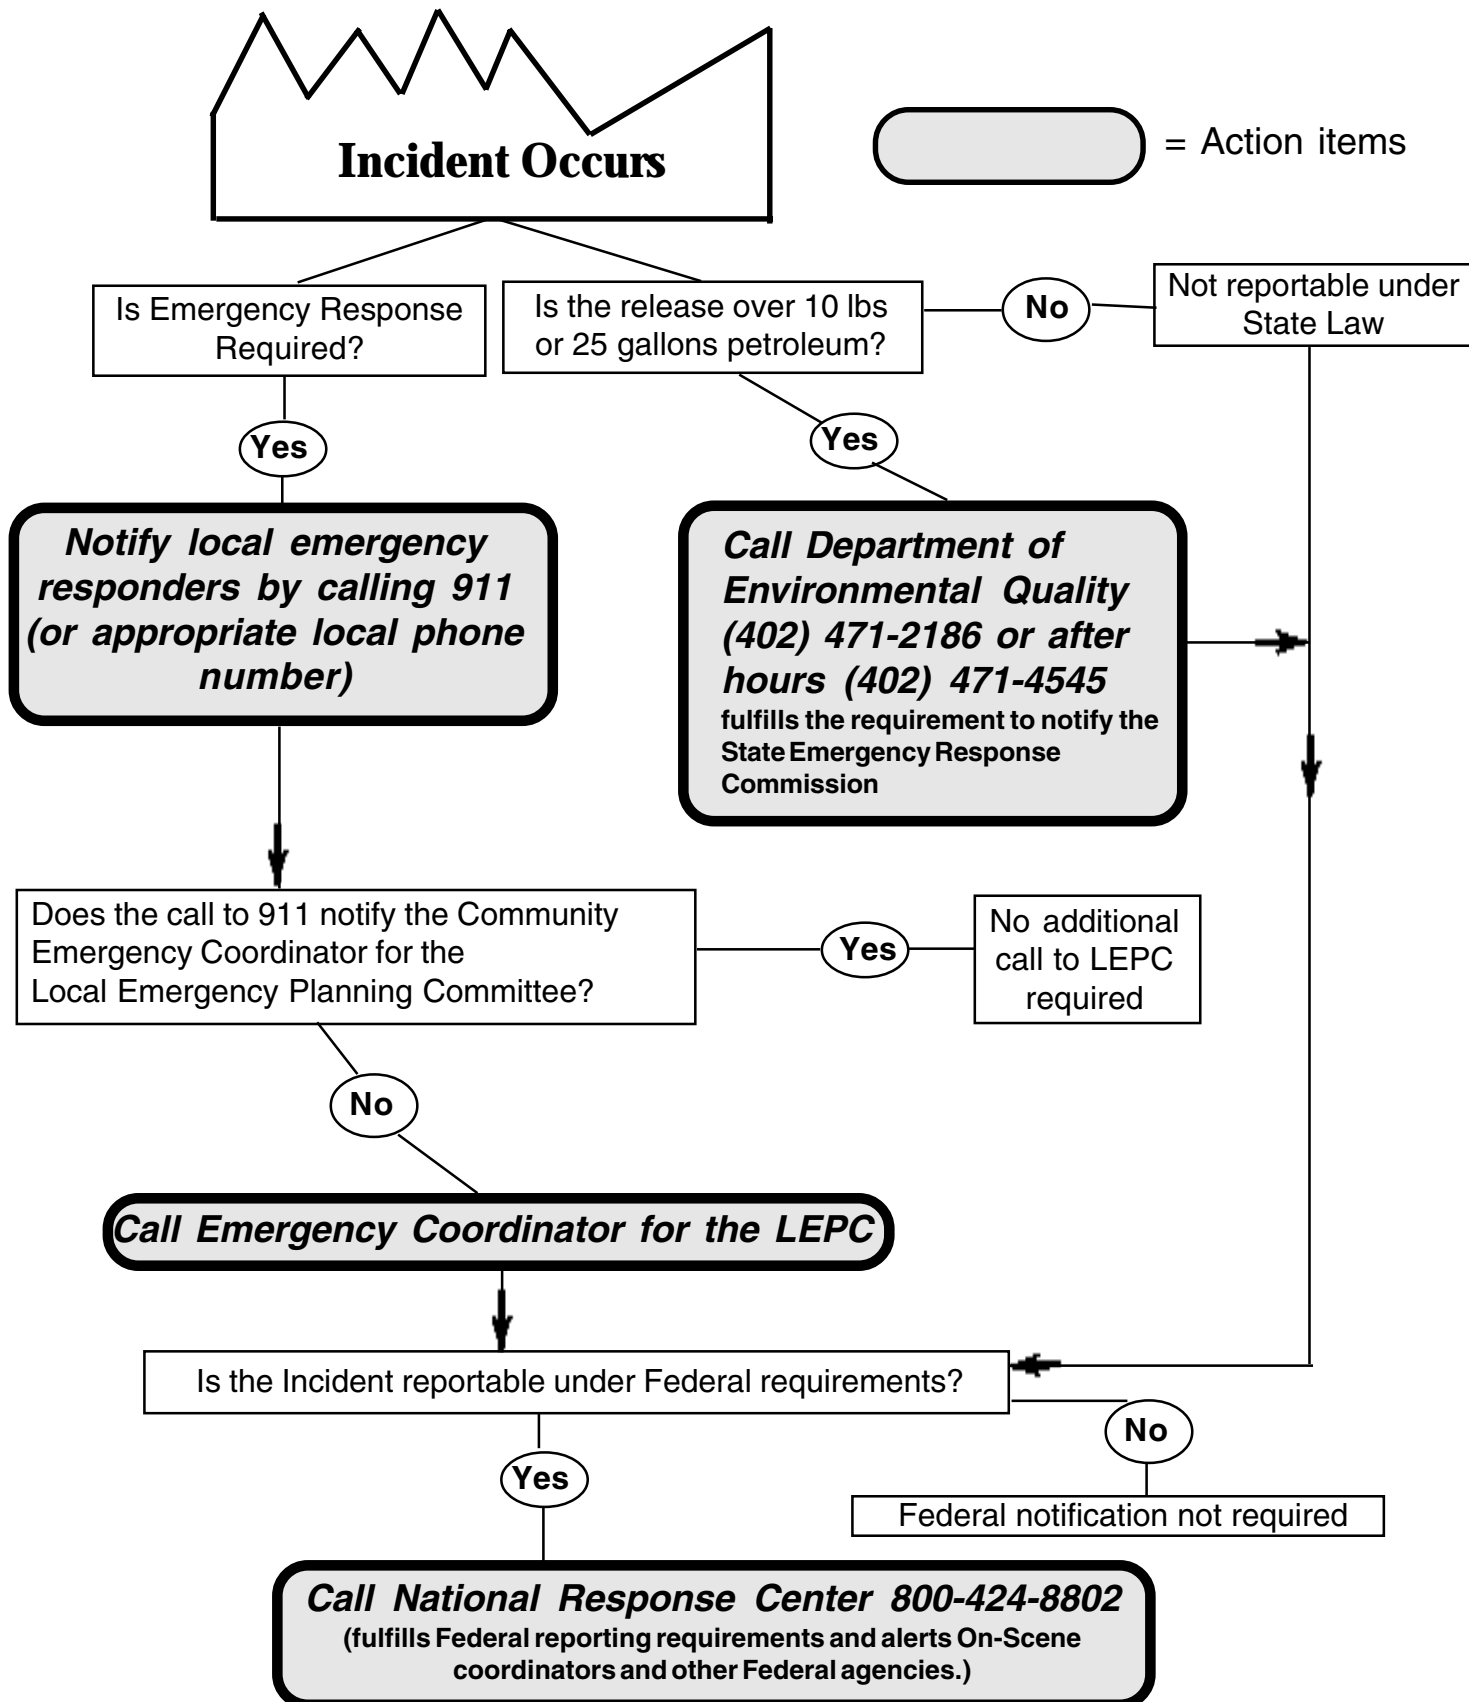 Incident Occurs
= Action items
Is Emergency Response
Required?
Is the release over 10 lbs
or 25 gallons petroleum?
No
Not reportable under
State Law
Yes
Yes
Notify local emergency
responders by calling 911
(or appropriate local phone
number)
Call Department of
Environmental Quality
(402) 471-2186 or after
hours (402) 471-4545
fulfills the requirement to notify the
State Emergency Response
Commission
Does the call to 911 notify the Community
Emergency Coordinator for the
Local Emergency Planning Committee?
Yes
No additional
call to LEPC
required
No
Call Emergency Coordinator for the LEPC
Is the Incident reportable under Federal requirements?
No
Yes
Federal notification not required
Call National Response Center 800-424-8802
(fulfills Federal reporting requirements and alerts On-Scene
coordinators and other Federal agencies.)